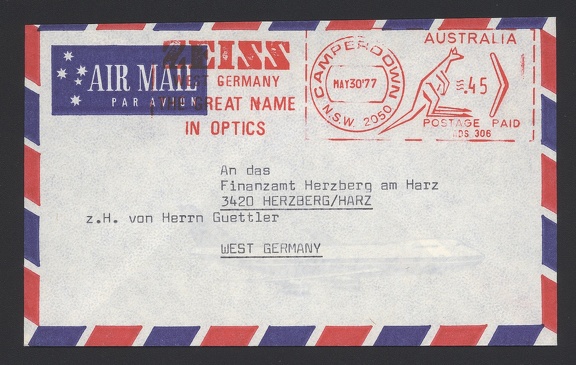 AIR MAIL
PAR AVION
ZEISS
WEST GERMANY
THE GREAT NAME
IN OPTICS
CAMPERDOWN
MAY30'77
N.S.W. 2050
AUSTRALIA
.45
POSTAGE PAID
306
An das
Finanzamt Herzberg am Harz
3420 HERZBERG/HARZ
z.H. von Herrn Guettler
WEST GERMANY